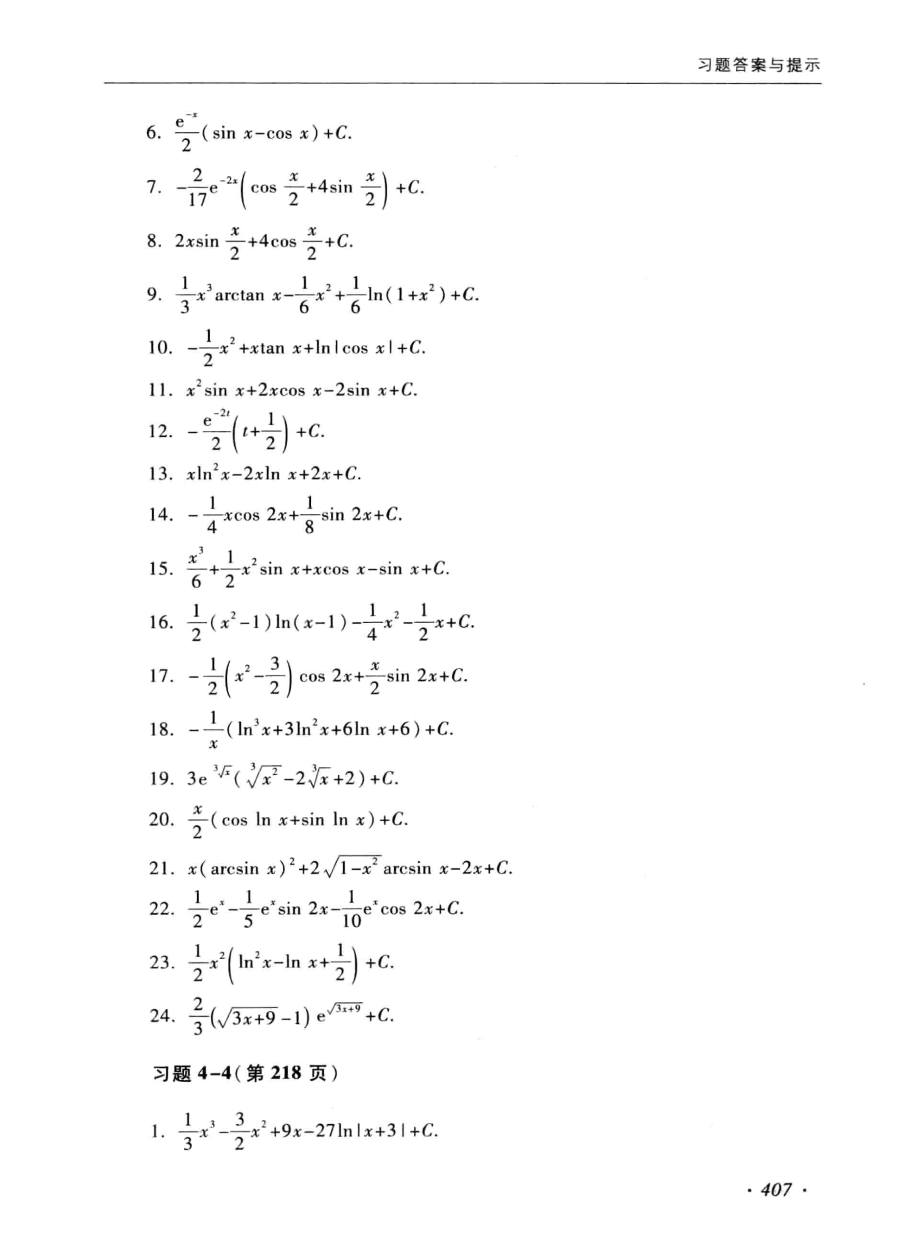 习题答案与提示
6. $\frac{e^{-x}}{2}(\sin x-\cos x)+C.$
7. $-\frac{2}{17}e^{-2x}\left(\cos \frac{x}{2}+4\sin \frac{x}{2}\right)+C.$
8. $2x\sin \frac{x}{2}+4\cos \frac{x}{2}+C.$
9. $\frac{1}{3}x^3\arctan x-\frac{1}{6}x^2+\frac{1}{6}\ln(1+x^2)+C.$
10. $-\frac{1}{2}x^2+x\tan x+\ln|\cos x|+C.$
11. $x^2\sin x+2x\cos x-2\sin x+C.$
12. $-\frac{e^{-2t}}{2}\left(t+\frac{1}{2}\right)+C.$
13. $x\ln^2x-2x\ln x+2x+C.$
14. $-\frac{1}{4}x\cos 2x+\frac{1}{8}\sin 2x+C.$
15. $\frac{x^3}{6}+\frac{1}{2}x^2\sin x+x\cos x-\sin x+C.$
16. $\frac{1}{2}(x^2-1)\ln(x-1)-\frac{1}{4}x^2-\frac{1}{2}x+C.$
17. $-\frac{1}{2}\left(x^2-\frac{3}{2}\right)\cos 2x+\frac{x}{2}\sin 2x+C.$
18. $-\frac{1}{x}(\ln^3x+3\ln^2x+6\ln x+6)+C.$
19. $3e^{\sqrt[3]{x}}(\sqrt[3]{x^2}-2\sqrt[3]{x}+2)+C.$
20. $\frac{x}{2}(\cos \ln x+\sin \ln x)+C.$
21. $x(\arcsin x)^2+2\sqrt{1-x^2}\arcsin x-2x+C.$
22. $\frac{1}{2}e^x-\frac{1}{5}e^x\sin 2x-\frac{1}{10}e^x\cos 2x+C.$
23. $\frac{1}{2}x^2\left(\ln^2x-\ln x+\frac{1}{2}\right)+C.$
24. $\frac{2}{3}(\sqrt{3x+9}-1)e^{\sqrt{3x+9}}+C.$
习题 4-4(第 218 页)
1. $\frac{1}{3}x^3-\frac{3}{2}x^2+9x-27\ln|x+3|+C.$
· 407 ·